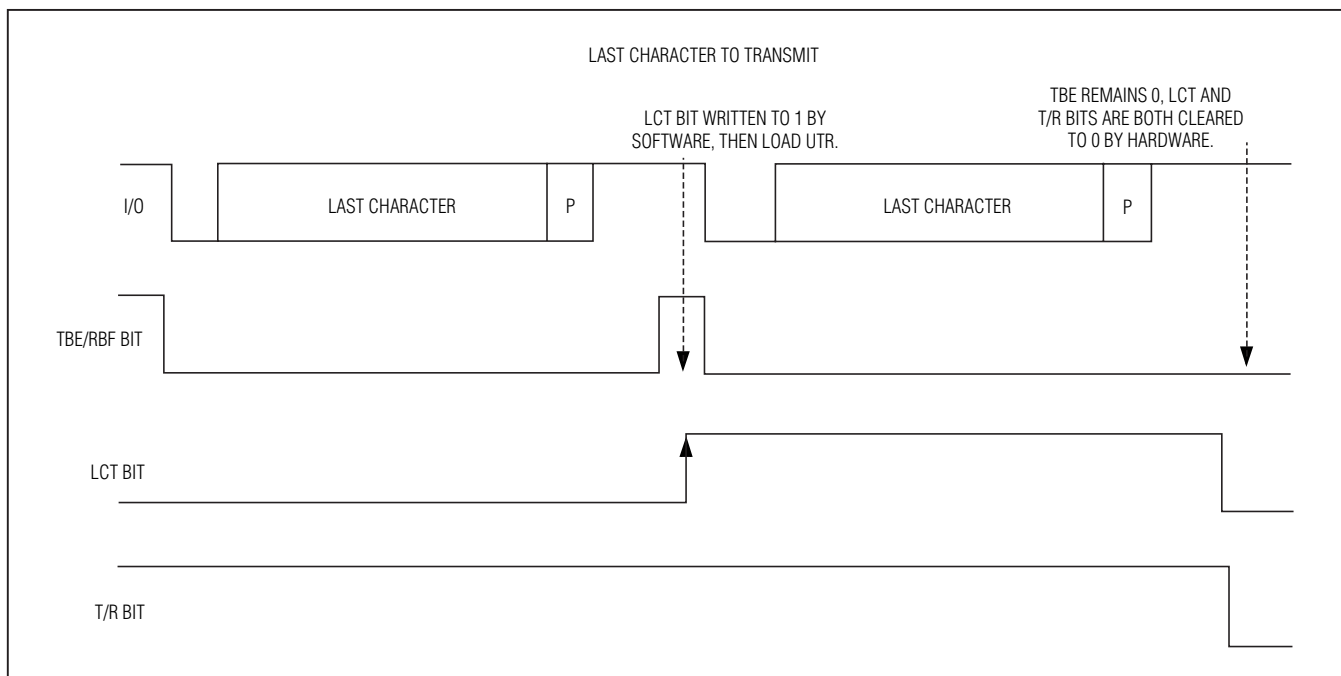 LAST CHARACTER TO TRANSMIT
LCT BIT WRITTEN TO 1 BY
SOFTWARE, THEN LOAD UTR.
TBE REMAINS 0, LCT AND
T/R BITS ARE BOTH CLEARED
TO 0 BY HARDWARE.
I/O
LAST CHARACTER
P
LAST CHARACTER
P
TBE/RBF BIT
LCT BIT
T/R BIT